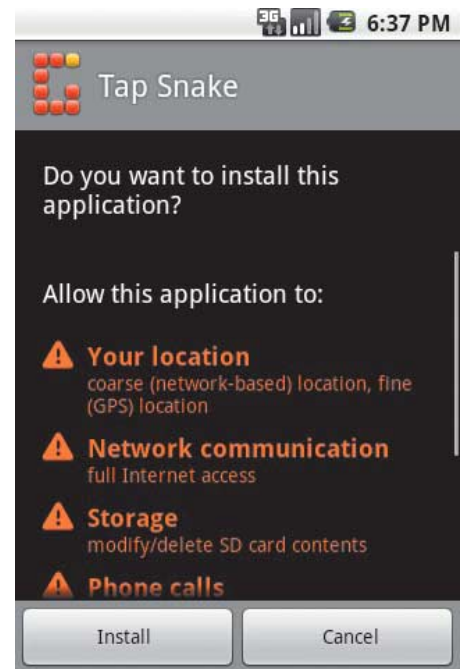 3G 6:37 PM
Tap Snake
Do you want to install this
application?
Allow this application to:
Your location
coarse (network-based) location, fine
(GPS) location
Network communication
full Internet access
Storage
modify/delete SD card contents
Phone calls
Install Cancel